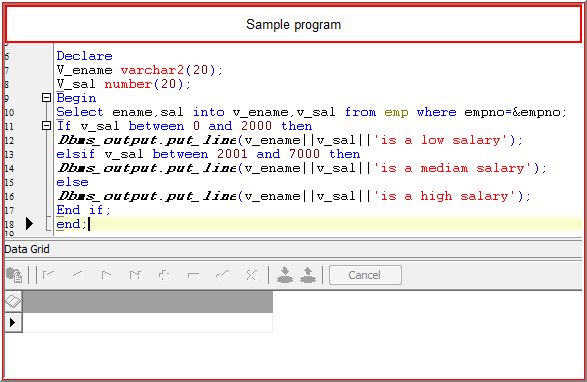 Sample program
5
6 Declare
7 V_ename varchar2(20);
8 V_sal number(20);
9 Begin
10 Select ename,sal into v_ename,v_sal from emp where empno=&empno;
11 If v_sal between 0 and 2000 then
12 Dbms_output.put_line(v_ename||v_sal||'is a low salary');
13 elsif v_sal between 2001 and 7000 then
14 Dbms_output.put_line(v_ename||v_sal||'is a mediam salary');
15 else
16 Dbms_output.put_line(v_ename||v_sal||'is a high salary');
17 End if;
18 end;
19
Data Grid
Cancel